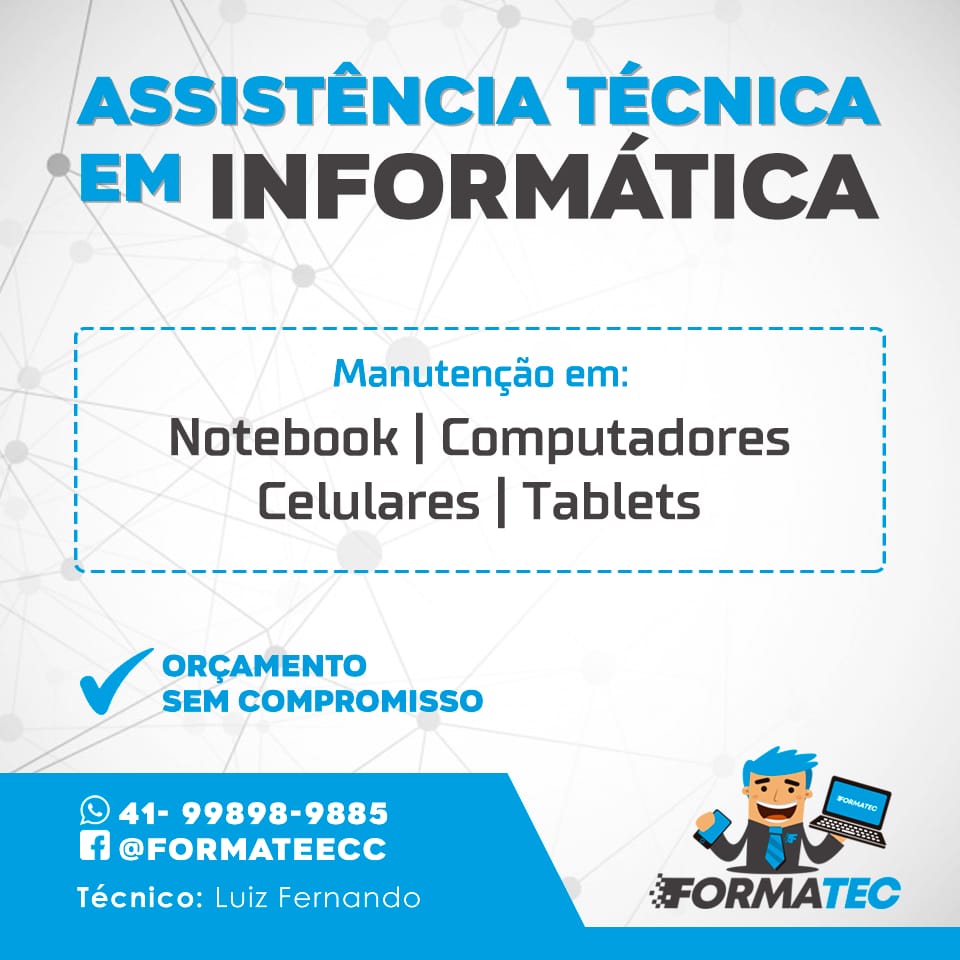 ASSISTÊNCIA TÉCNICA
EM INFORMÁTICA
Manutenção em:
Notebook | Computadores
Celulares | Tablets
ORÇAMENTO
SEM COMPROMISSO
41- 99898-9885
@FORMATEECC
Técnico: Luiz Fernando
FORMATEC
FORMATEC